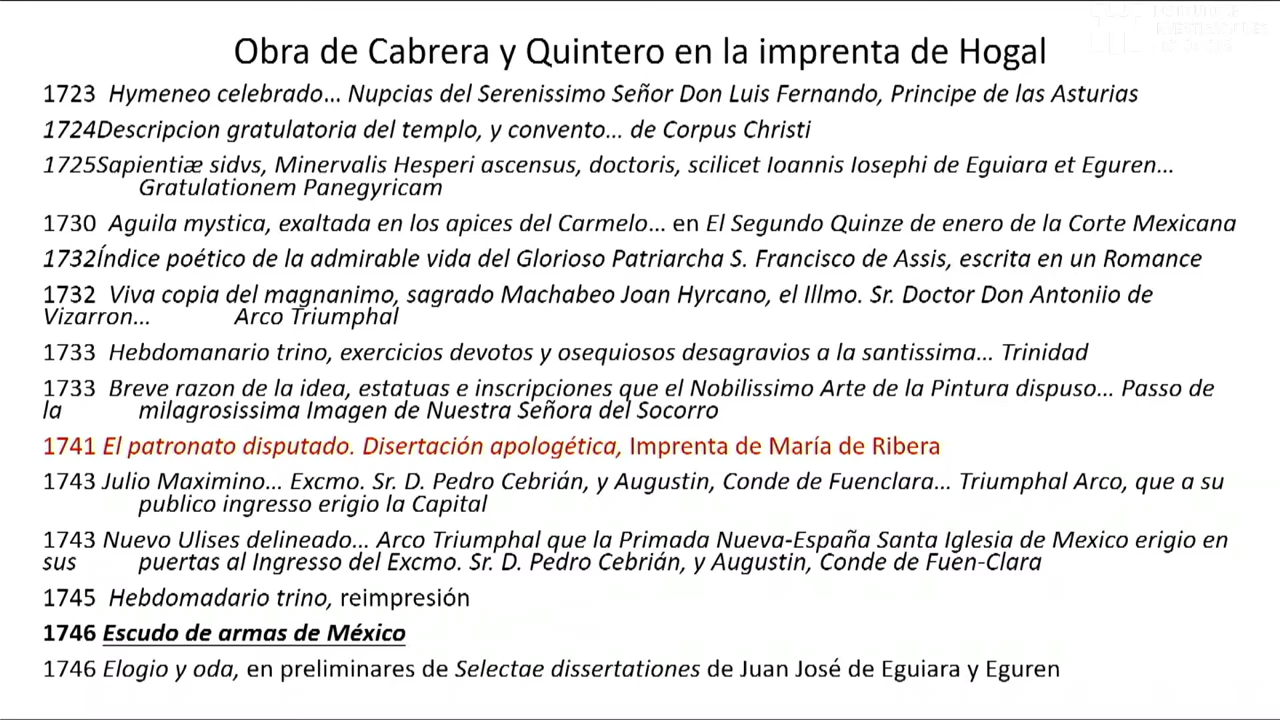 Obra de Cabrera y Quintero en la imprenta de Hogal
1723 Hymeneo celebrado... Nupcias del Serenissimo Señor Don Luis Fernando, Principe de las Asturias
1724Descripcion gratulatoria del templo, y convento... de Corpus Christi
1725Sapientiæ sidvs, Minervalis Hesperi ascensus, doctoris, scilicet Ioannis Iosephi de Eguiara et Eguren...
Gratulationem Panegyricam
1730 Aguila mystica, exaltada en los apices del Carmelo... en El Segundo Quinze de enero de la Corte Mexicana
1732Índice poético de la admirable vida del Glorioso Patriarcha S. Francisco de Assis, escrita en un Romance
1732 Viva copia del magnanimo, sagrado Machabeo Joan Hyrcano, el Illmo. Sr. Doctor Don Antoniio de
Vizarron... Arco Triumphal
1733 Hebdomanario trino, exercicios devotos y osequiosos desagravios a la santissima... Trinidad
1733 Breve razon de la idea, estatuas e inscripciones que el Nobilissimo Arte de la Pintura dispuso... Passo de
la milagrosissima Imagen de Nuestra Señora del Socorro
1741 El patronato disputado. Disertación apologética, Imprenta de María de Ribera
1743 Julio Maximino... Excmo. Sr. D. Pedro Cebrián, y Augustin, Conde de Fuenclara... Triumphal Arco, que a su
publico ingresso erigio la Capital
1743 Nuevo Ulises delineado... Arco Triumphal que la Primada Nueva-España Santa Iglesia de Mexico erigio en
sus puertas al Ingresso del Excmo. Sr. D. Pedro Cebrián, y Augustin, Conde de Fuen-Clara
1745 Hebdomadario trino, reimpresión
1746 Escudo de armas de México
1746 Elogio y oda, en preliminares de Selectae dissertationes de Juan José de Eguiara y Eguren